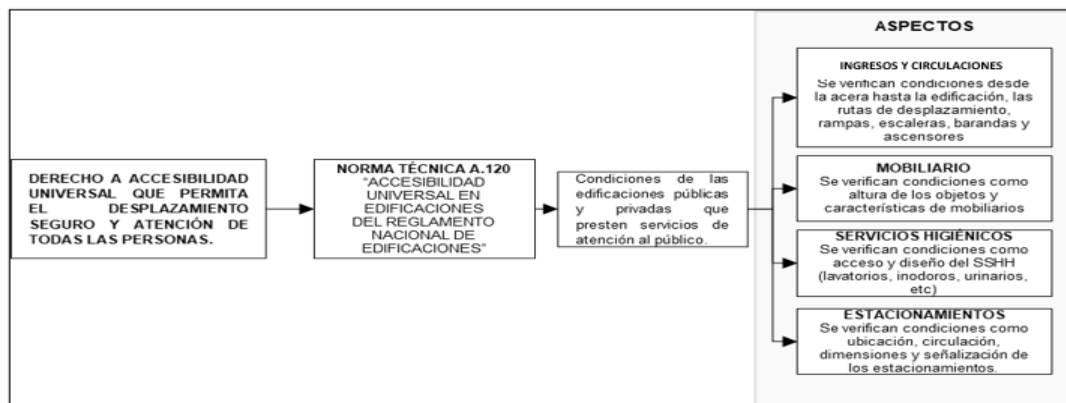 DERECHO A ACCESIBILIDAD
UNIVERSAL QUE PERMITA
EL DESPLAZAMIENTO
SEGURO Y ATENCIÓN DE
TODAS LAS PERSONAS.
NORMA TÉCNICA A.120
“ACCESIBILIDAD
UNIVERSAL EN
EDIFICACIONES
DEL REGLAMENTO
NACIONAL DE
EDIFICACIONES”
Condiciones de las
edificaciones públicas
y privadas que
presten servicios de
atención al público.
ASPECTOS
INGRESOS Y CIRCULACIONES
Se verifican condiciones desde
la acera hasta la edificación, las
rutas de desplazamiento,
rampas, escaleras, barandas y
ascensores
MOBILIARIO
Se verifican condiciones como
altura de los objetos y
características de mobiliarios
SERVICIOS HIGIÉNICOS
Se verifican condiciones como
acceso y diseño del SSHH
(lavatorios, inodoros, urinarios,
etc)
ESTACIONAMIENTOS
Se verifican condiciones como
ubicación, circulación,
dimensiones y señalización de
los estacionamientos.